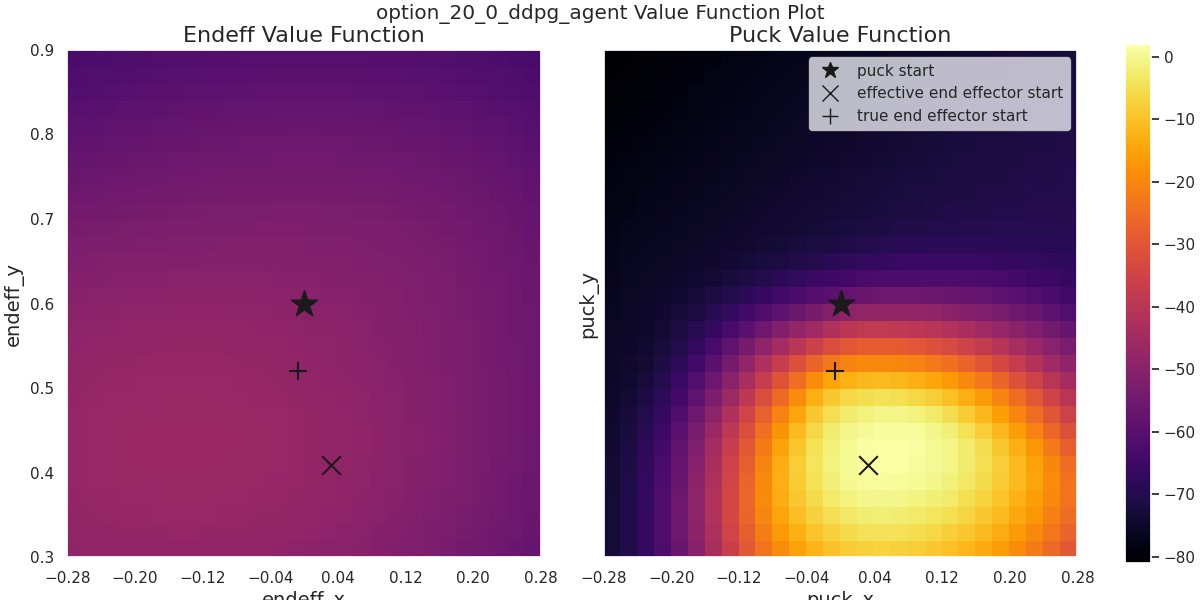 option_20_0_ddpg_agent Value Function Plot
Endeff Value Function
endeff_y
0.9
0.8
0.7
0.6
0.5
0.4
0.3
−0.28 −0.20 −0.12 −0.04 0.04 0.12 0.20 0.28
endeff_x
Puck Value Function
puck start
effective end effector start
true end effector start
puck_y
−0.28 −0.20 −0.12 −0.04 0.04 0.12 0.20 0.28
puck_x
0
−10
−20
−30
−40
−50
−60
−70
−80